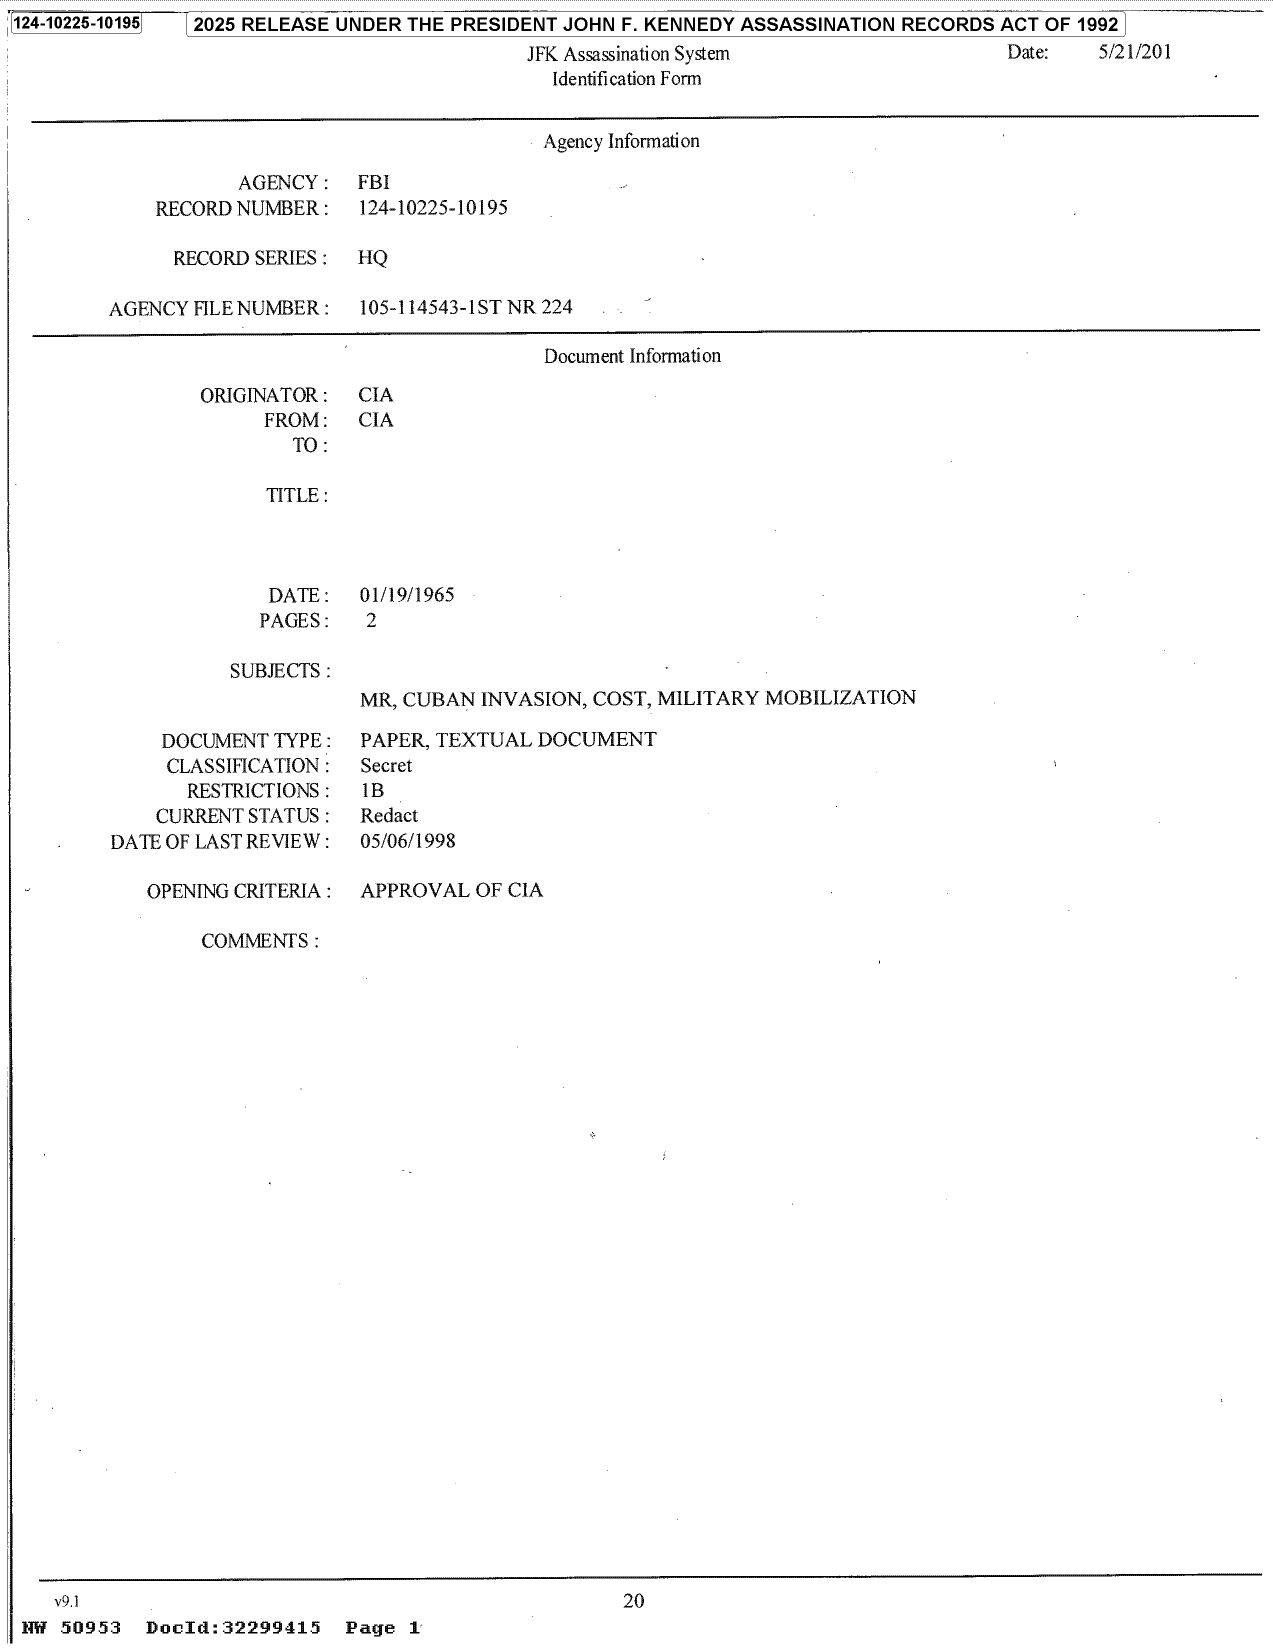 124-10225-10195
2025 RELEASE UNDER THE PRESIDENT JOHN F. KENNEDY ASSASSINATION RECORDS ACT OF 1992
JFK Assassination System
Date: 5/21/201
Identification Form
Agency Information
AGENCY : FBI
RECORD NUMBER : 124-10225-10195
RECORD SERIES : HQ
AGENCY FILE NUMBER : 105-114543-1ST NR 224
Document Information
ORIGINATOR : CIA
FROM : CIA
TO :
TITLE :
DATE : 01/19/1965
PAGES : 2
SUBJECTS :
MR, CUBAN INVASION, COST, MILITARY MOBILIZATION
DOCUMENT TYPE : PAPER, TEXTUAL DOCUMENT
CLASSIFICATION : Secret
RESTRICTIONS : 1B
CURRENT STATUS : Redact
DATE OF LAST REVIEW : 05/06/1998
OPENING CRITERIA : APPROVAL OF CIA
COMMENTS :
v9.1
20
NW 50953 DocId:32299415 Page 1